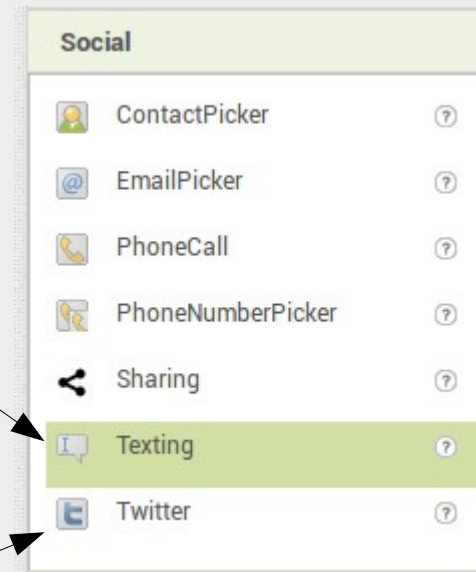 Social
ContactPicker ?
EmailPicker ?
PhoneCall ?
PhoneNumberPicker ?
Sharing ?
Texting ?
Twitter ?